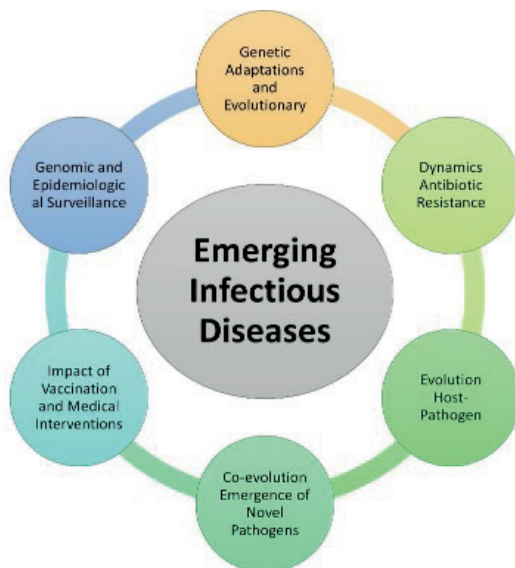 Genetic
Adaptations
and
Evolutionary
Dynamics
Antibiotic
Resistance
Evolution
Host-
Pathogen
Co-evolution
Emergence of
Novel
Pathogens
Impact of
Vaccination
and Medical
Interventions
Genomic and
Epidemiologic
al Surveillance
Emerging
Infectious
Diseases